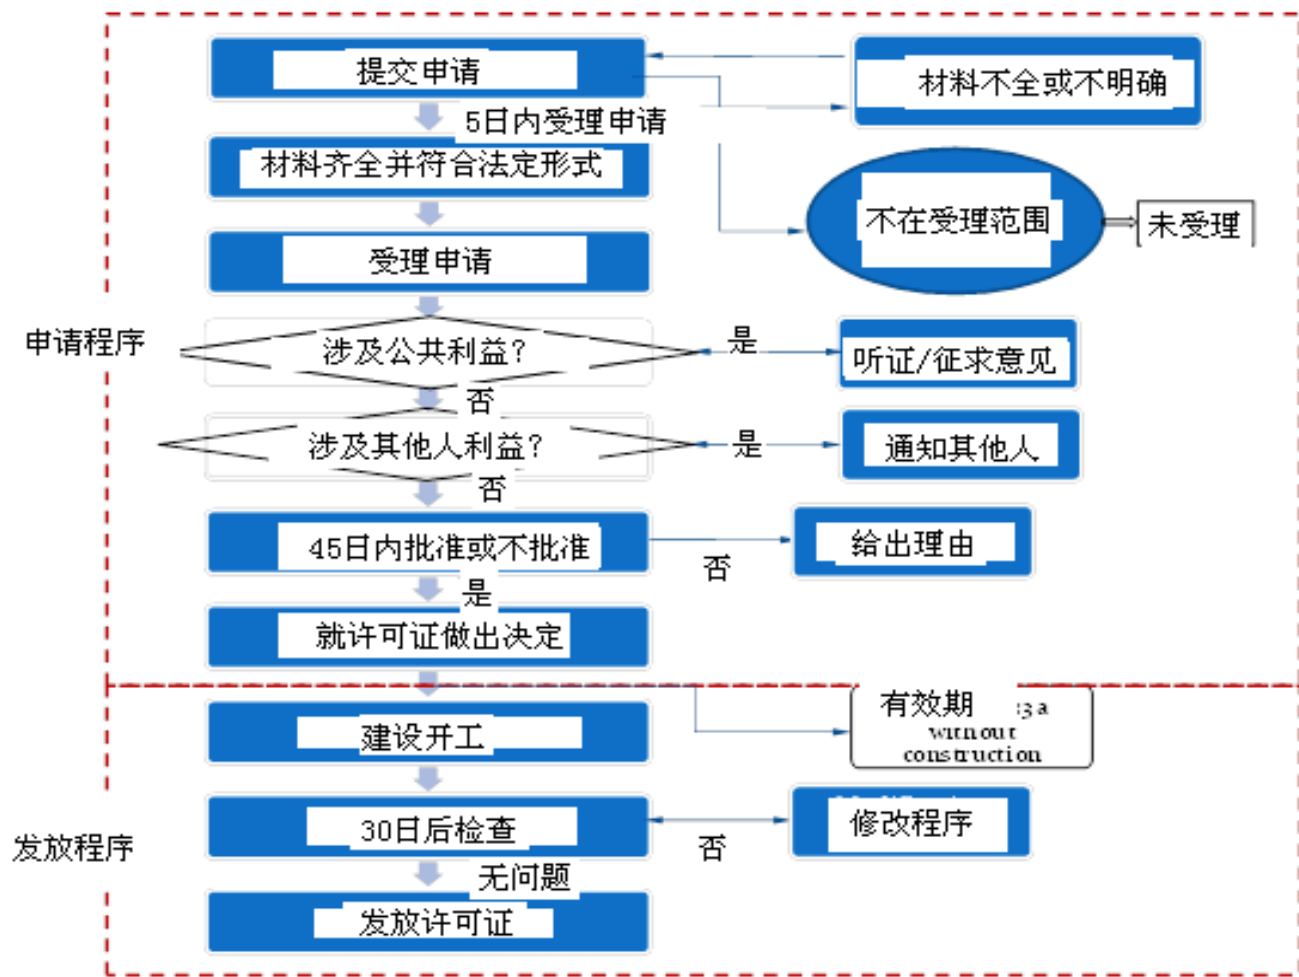 提交申请
材料不全或不明确
5日内受理申请
材料齐全并符合法定形式
不在受理范围
未受理
受理申请
申请程序
涉及公共利益?
是
听证/征求意见
否
涉及其他人利益?
是
通知其他人
否
45日内批准或不批准
否
给出理由
是
就许可证做出决定
有效期 :3 a
without
construction
建设开工
30日后检查
否
修改程序
发放程序
无问题
发放许可证